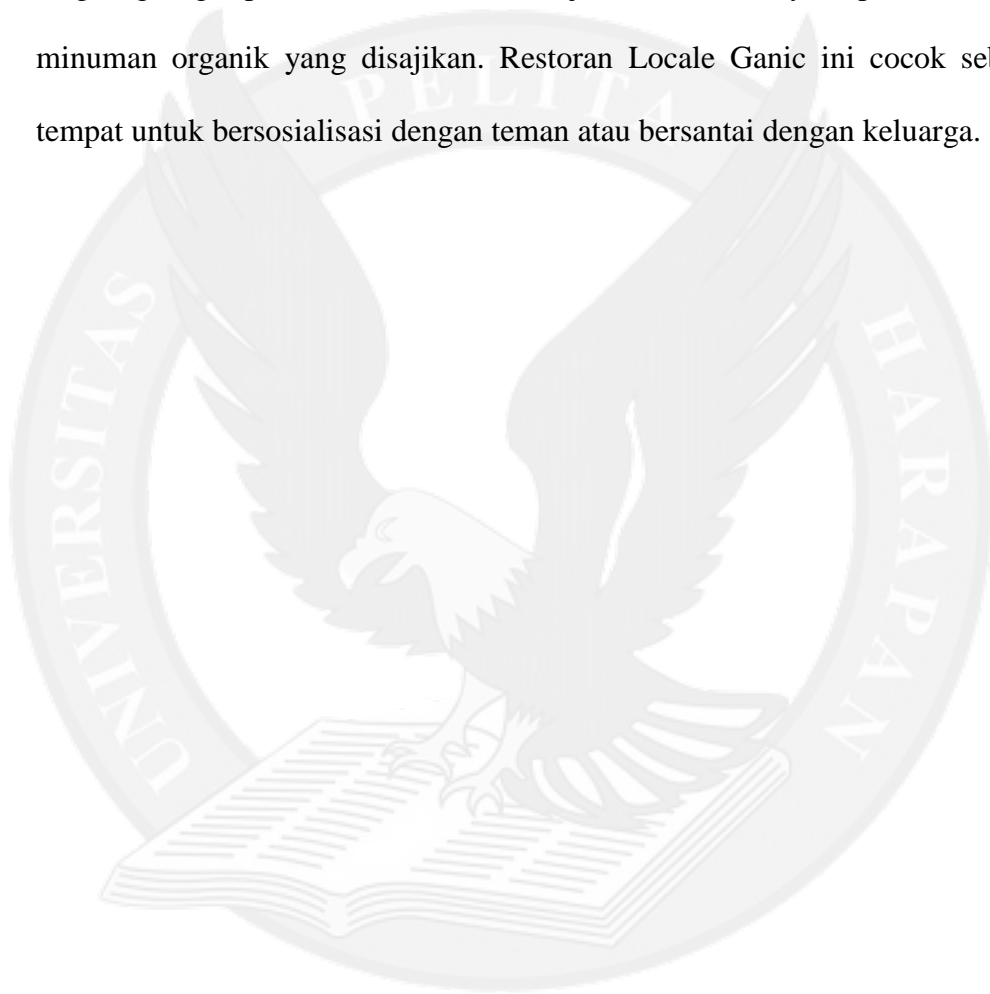 minuman organik yang disajikan. Restoran Locale Ganic ini cocok se
tempat untuk bersosialisasi dengan teman atau bersantai dengan keluarga.
PELITA
UNIVERSITAS
HARAPAN